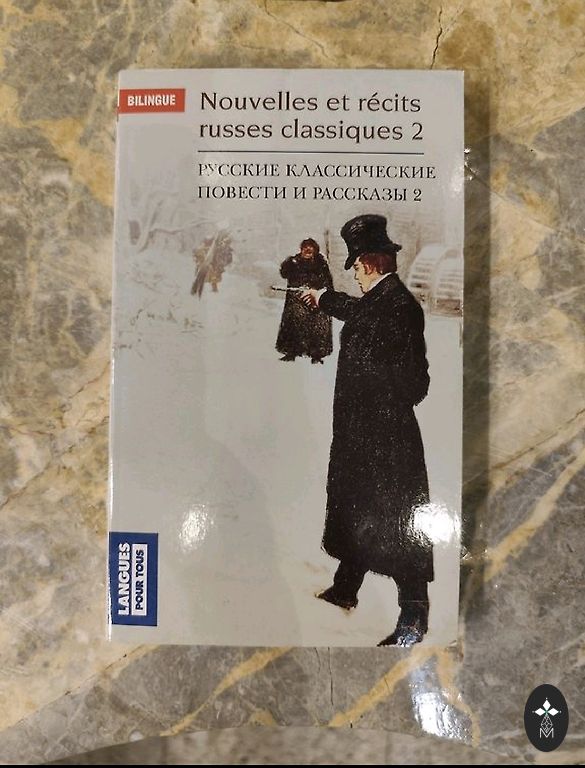 BILINGUE
Nouvelles et récits
russes classiques 2
РУССКИЕ КЛАССИЧЕСКИЕ
ПОВЕСТИ И РАССКАЗЫ 2
LANGUES
POUR TOUS